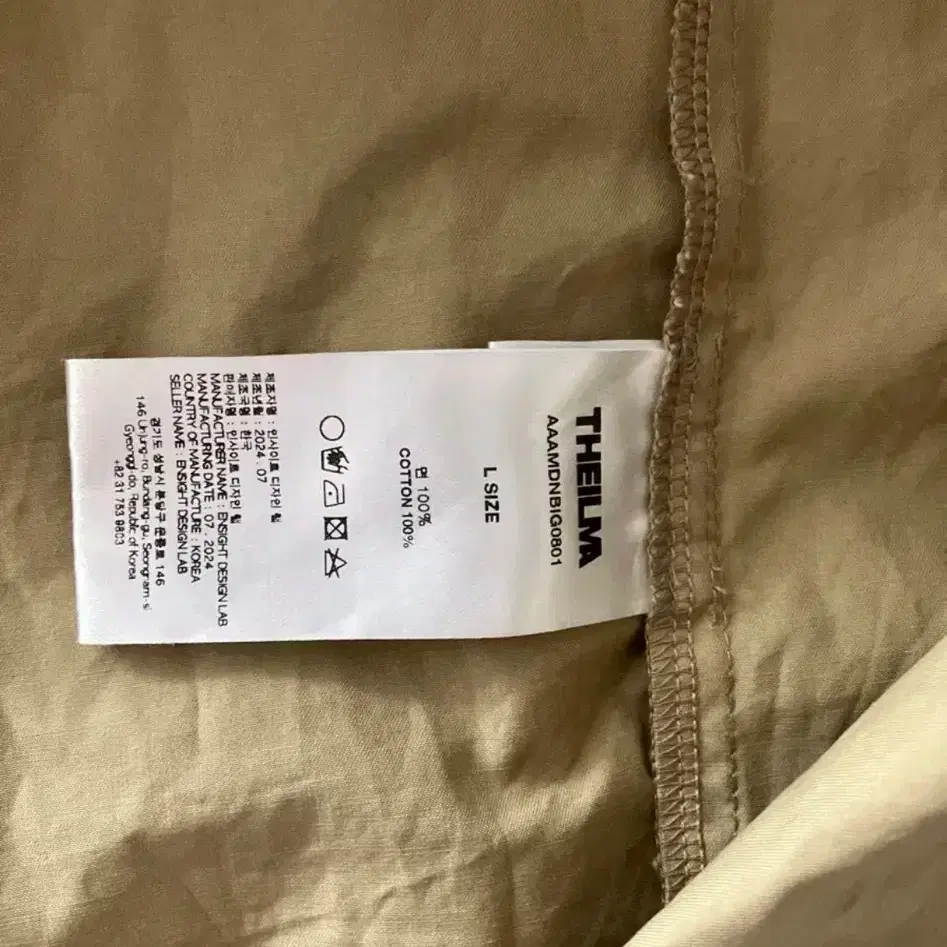 THEILMA
AAAMDNBIG0801
L SIZE
면 100%
COTTON 100%
제조자명 : 인사이트 디자인 랩
제조년월 : 2024 . 07
제조국명 : 한국
판매자명 : 인사이트 디자인 랩
MANUFACTURER NAME : ENSIGHT DESIGN LAB
MANUFACTURING DATE : 07 . 2024
COUNTRY OF MANUFACTURE : KOREA
SELLER NAME : ENSIGHT DESIGN LAB
경기도 성남시 분당구 운중로 146
146 Unjung-ro, Bundang-gu, Seongnam-si
Gyeonggi-do, Republic of Korea
+82 31 753 9803